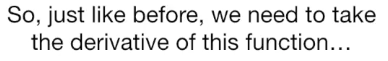 So, just like before, we need to take
the derivative of this function…